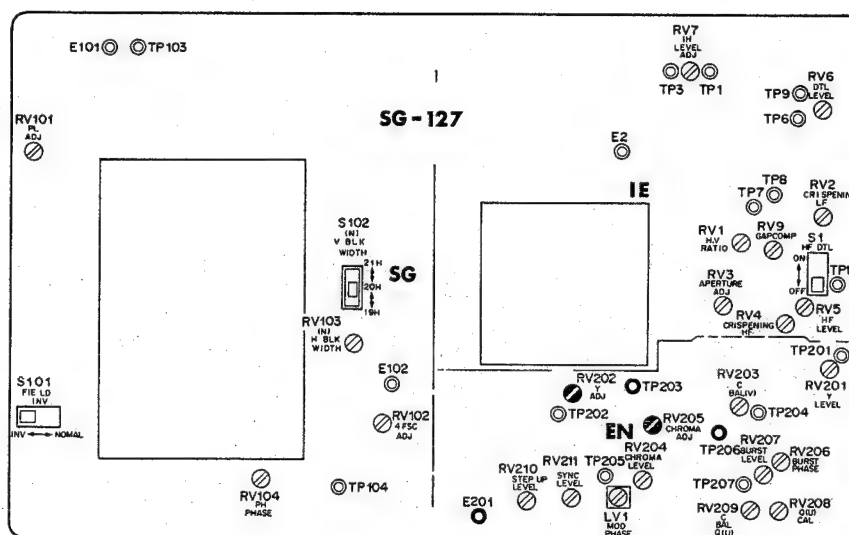 E101 TP103
RV7
IH
LEVEL
ADJ
TP3 TP1
RV6
DTL
LEVEL
TP9
TP6
RV101
PL
ADJ
SG-127
E2
IE
TP8
TP7
RV2
CRISPENING
LF
RV1
H.V
RATIO
RV9
GAPCOMP
S1
HF DTL
ON
OFF
TP1
S102
(N)
V BLK
WIDTH
21H
20H
19H
SG
RV3
APERTURE
ADJ
RV4
CRISPENING
HF
RV5
HF
LEVEL
RV103
(N)
H BLK
WIDTH
TP201
RV201
Y LEVEL
S101
FIELD
INV
INV NOMAL
E102
RV102
4FSC
ADJ
RV202
Y ADJ
TP203
TP202
RV203
C
BAL(V)
TP204
EN
RV205
CHROMA
ADJ
TP206
RV204
CHROMA
LEVEL
TP205
RV207
BURST
LEVEL
RV206
BURST
PHASE
TP207
RV210
STEP UP
LEVEL
RV211
SYNC
LEVEL
RV104
PH
PHASE
TP104
E201
LV1
MOD
PHASE
RV209
C
BAL
Q(U)
RV208
Q(U)
CAL